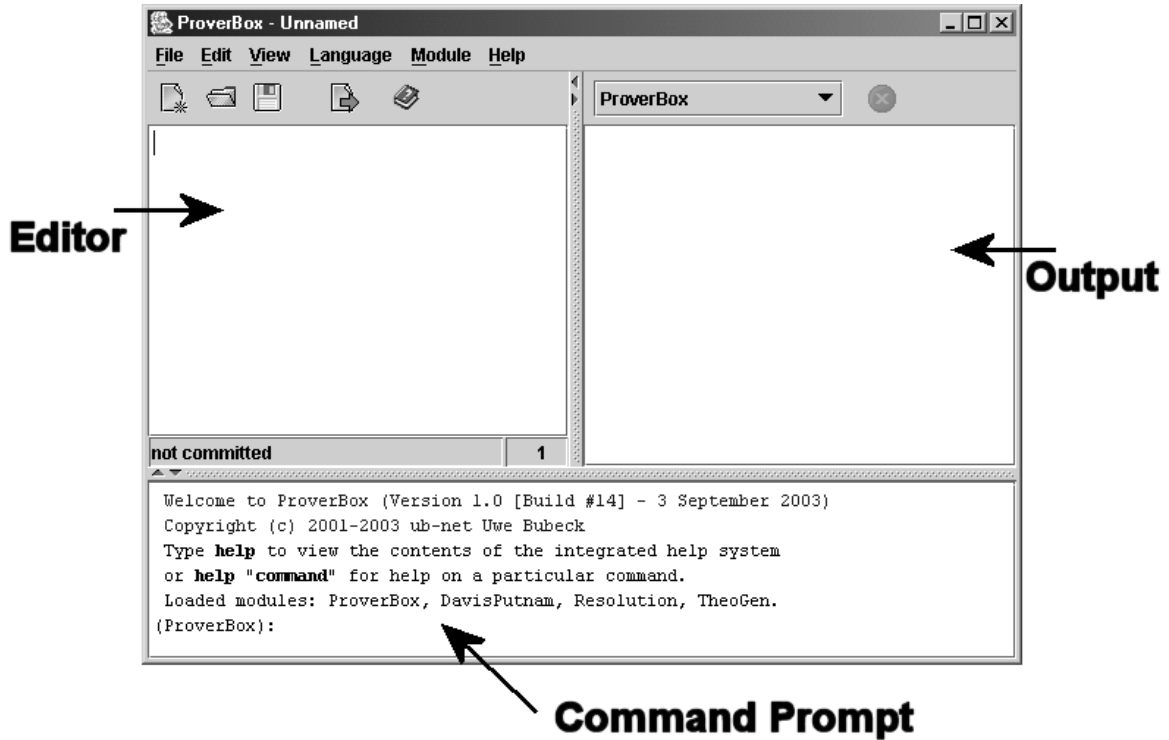 ProverBox - Unnamed
File Edit View Language Module Help
ProverBox
Editor
Output
not committed 1
Welcome to ProverBox (Version 1.0 [Build #14] - 3 September 2003)
Copyright (c) 2001-2003 ub-net Uwe Bubeck
Type help to view the contents of the integrated help system
or help "command" for help on a particular command.
Loaded modules: ProverBox, DavisPutnam, Resolution, TheoGen.
(ProverBox):
Command Prompt